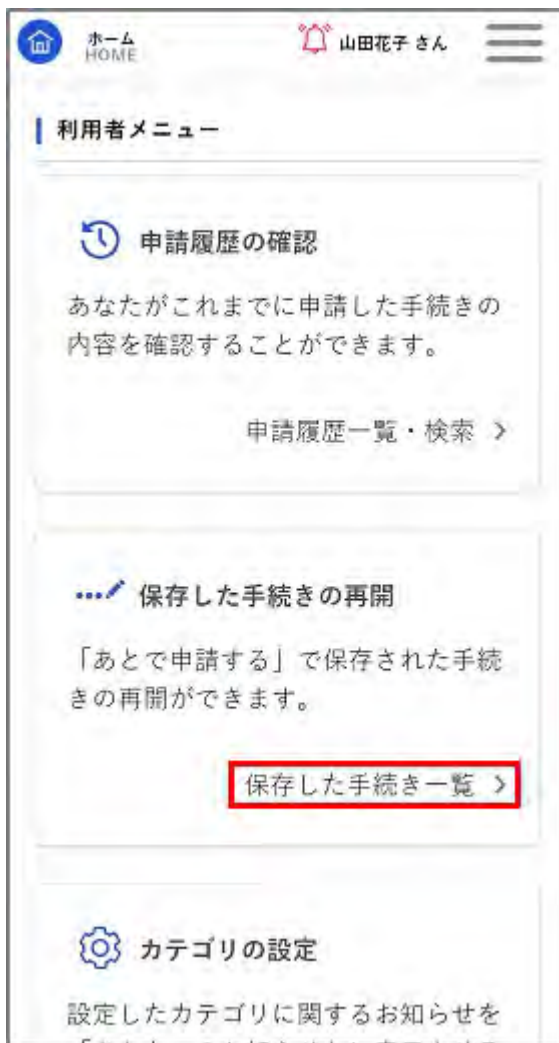 ホーム
HOME
山田花子 さん
利用者メニュー
申請履歴の確認
あなたがこれまでに申請した手続きの
内容を確認することができます。
申請履歴一覧・検索 >
保存した手続きの再開
「あとで申請する」で保存された手続
きの再開ができます。
保存した手続き一覧 >
カテゴリの設定
設定したカテゴリに関するお知らせを